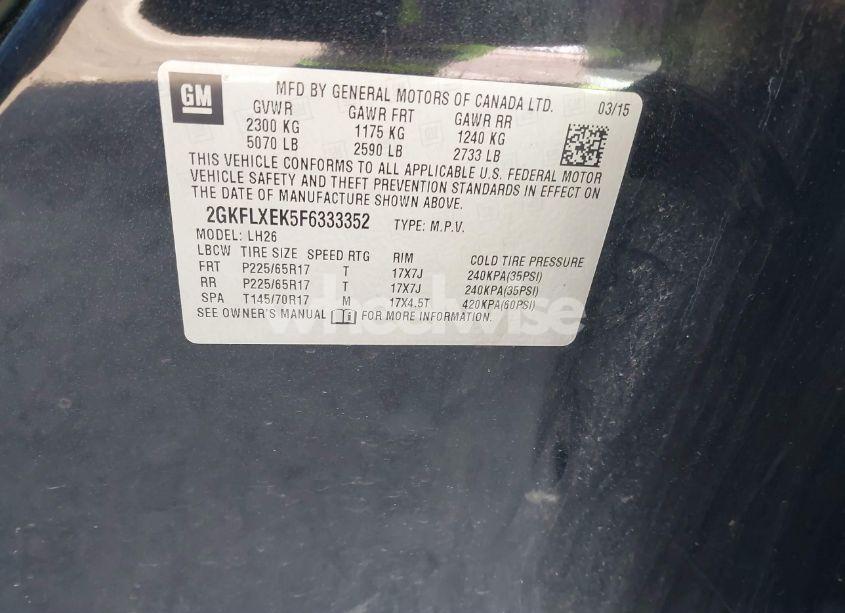 GM
MFD BY GENERAL MOTORS OF CANADA LTD. 03/15
GVWR GAWR FRT GAWR RR
2300 KG 1175 KG 1240 KG
5070 LB 2590 LB 2733 LB
THIS VEHICLE CONFORMS TO ALL APPLICABLE U.S. FEDERAL MOTOR
VEHICLE SAFETY AND THEFT PREVENTION STANDARDS IN EFFECT ON
THE DATE OF MANUFACTURE SHOWN ABOVE.
2GKFLXEK5F6333352 TYPE: M.P.V.
MODEL: LH26
LBCW TIRE SIZE SPEED RTG RIM COLD TIRE PRESSURE
FRT P225/65R17 T 17X7J 240KPA(35PSI)
RR P225/65R17 T 17X7J 240KPA(35PSI)
SPA T145/70R17 M 17X4.5T 420KPA(60PSI)
SEE OWNER'S MANUAL FOR MORE INFORMATION.
wheelwise